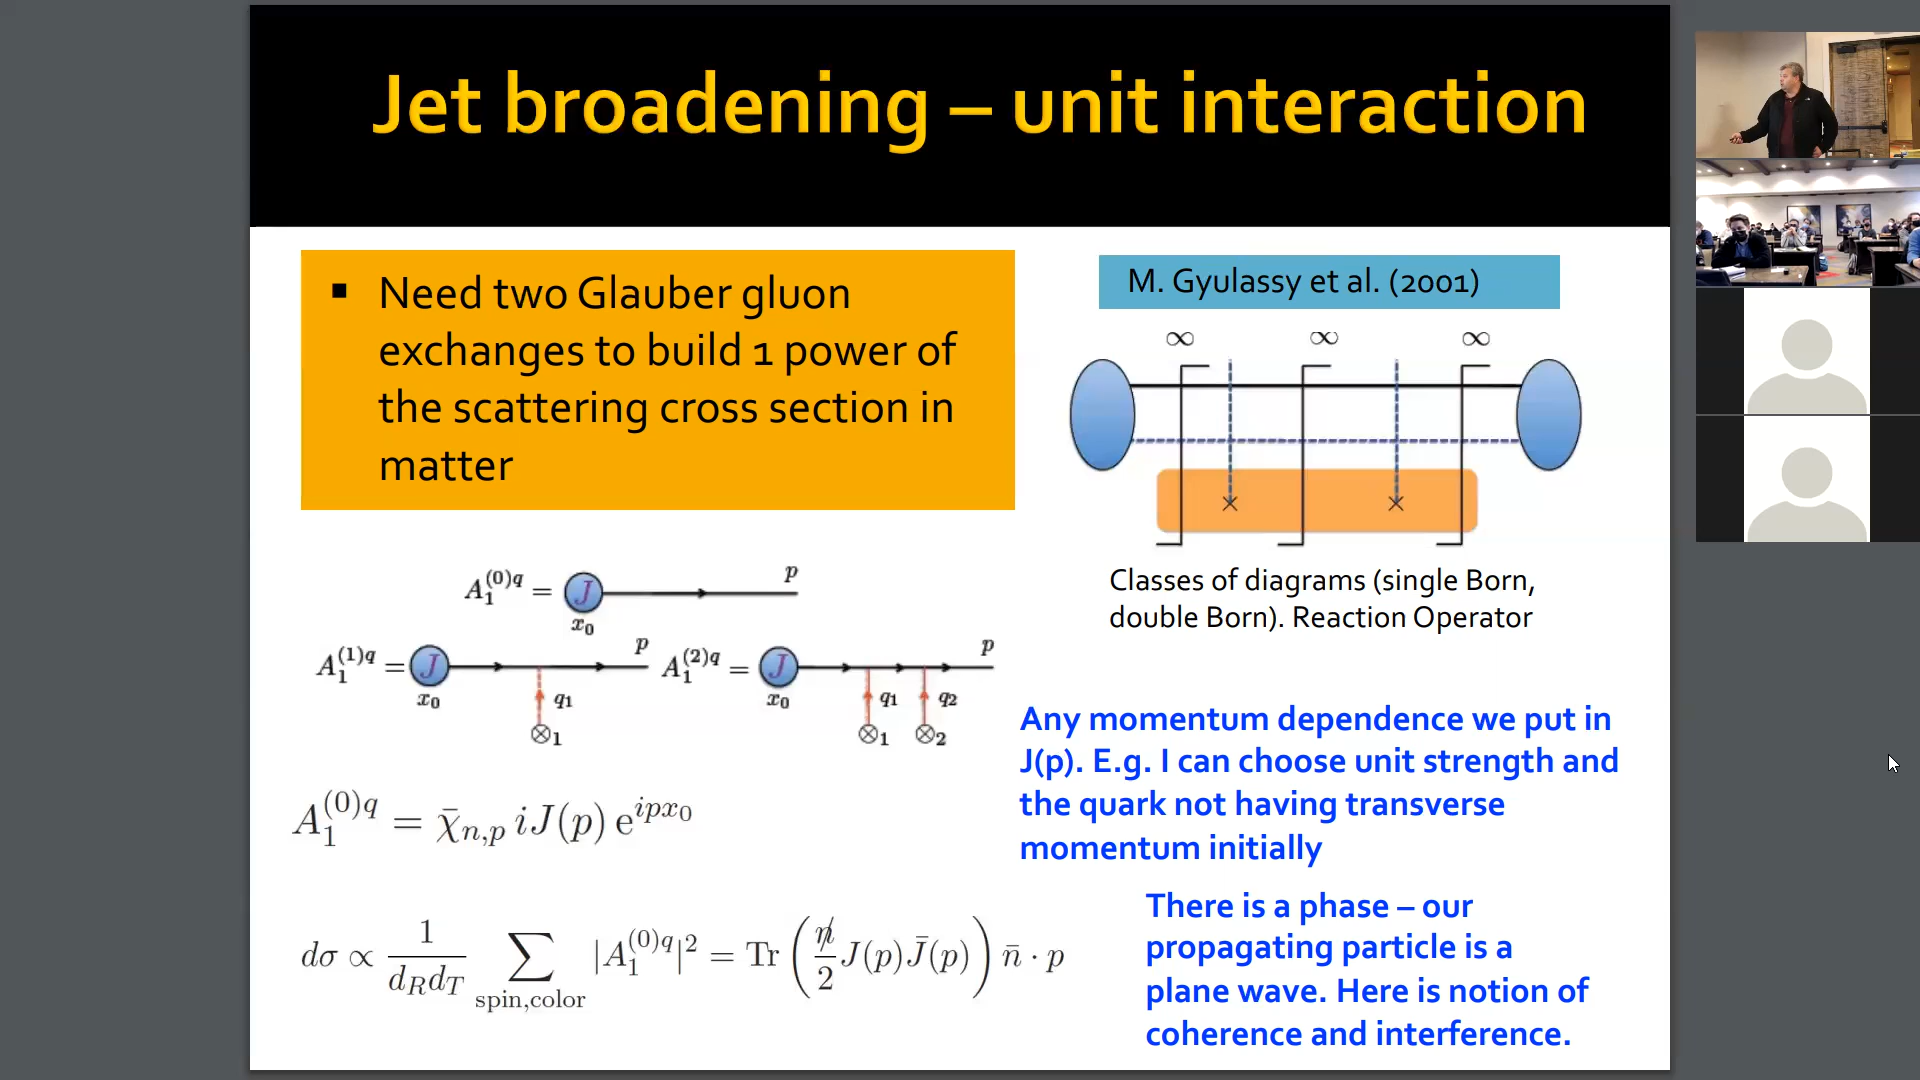 Jet broadening – unit interaction
▪ Need two Glauber gluon
exchanges to build 1 power of
the scattering cross section in
matter
M. Gyulassy et al. (2001)
∞ ∞ ∞
Classes of diagrams (single Born,
double Born). Reaction Operator
A_1^{(0)q} = J p
x_0
A_1^{(1)q} = J p A_1^{(2)q} = J p
x_0 q_1 x_0 q_1 q_2
⊗_1 ⊗_1 ⊗_2
Any momentum dependence we put in
J(p). E.g. I can choose unit strength and
the quark not having transverse
momentum initially
A_1^{(0)q} = \bar{χ}_{n,p} iJ(p) e^{ipx_0}
There is a phase – our
propagating particle is a
plane wave. Here is notion of
coherence and interference.
dσ ∝ \frac{1}{d_R d_T} \sum_{spin,color} |A_1^{(0)q}|^2 = Tr ( \frac{\not{n}}{2} J(p) \bar{J}(p) ) \bar{n} · p